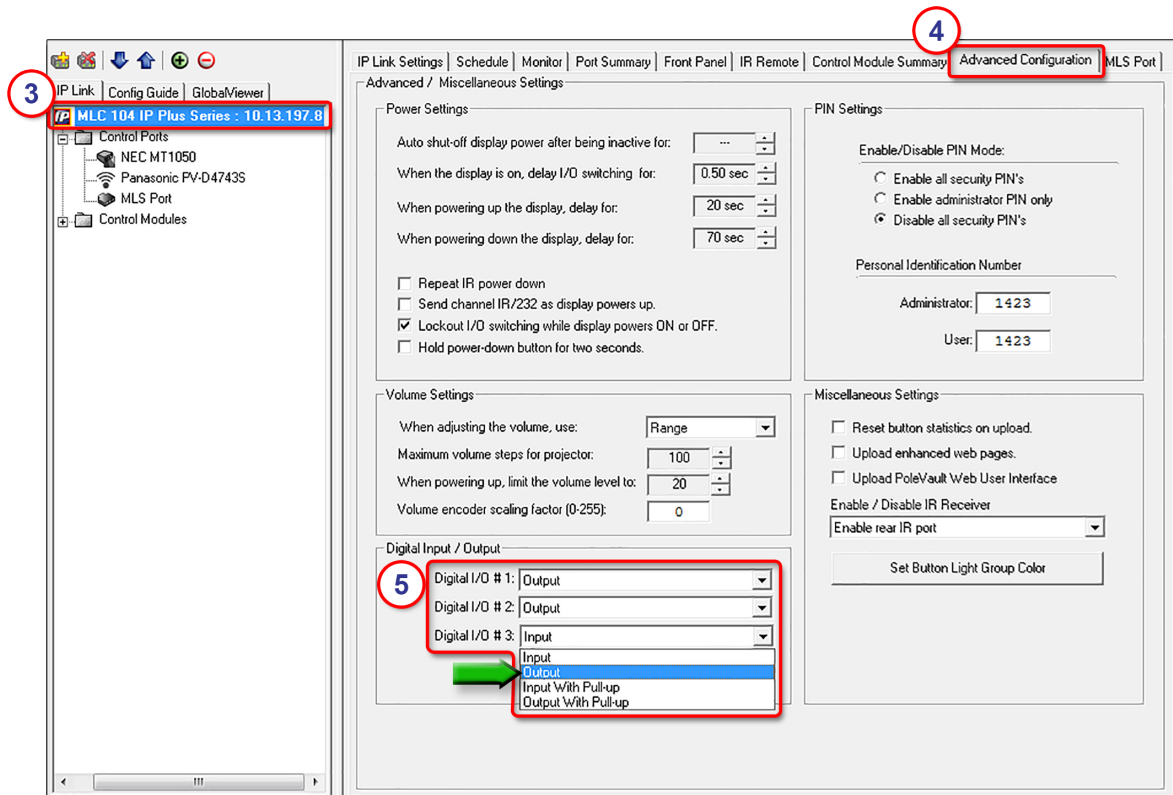 4
IP Link Settings Schedule Monitor Port Summary Front Panel IR Remote Control Module Summary Advanced Configuration MLS Port
3
IP Link Config Guide GlobalViewer
IP MLC 104 IP Plus Series : 10.13.197.8
Control Ports
NEC MT1050
Panasonic PV-D4743S
MLS Port
Control Modules
Advanced / Miscellaneous Settings
Power Settings
Auto shut-off display power after being inactive for: ---
When the display is on, delay I/O switching for: 0.50 sec
When powering up the display, delay for: 20 sec
When powering down the display, delay for: 70 sec
Repeat IR power down
Send channel IR/232 as display powers up.
Lockout I/O switching while display powers ON or OFF.
Hold power-down button for two seconds.
PIN Settings
Enable/Disable PIN Mode:
Enable all security PIN's
Enable administrator PIN only
Disable all security PIN's
Personal Identification Number
Administrator: 1423
User: 1423
Volume Settings
When adjusting the volume, use: Range
Maximum volume steps for projector: 100
When powering up, limit the volume level to: 20
Volume encoder scaling factor (0-255): 0
Miscellaneous Settings
Reset button statistics on upload.
Upload enhanced web pages.
Upload PoleVault Web User Interface
Enable / Disable IR Receiver
Enable rear IR port
Set Button Light Group Color
Digital Input / Output
5
Digital I/O # 1: Output
Digital I/O # 2: Output
Digital I/O # 3: Input
Input
Output
Input With Pull-up
Output With Pull-up